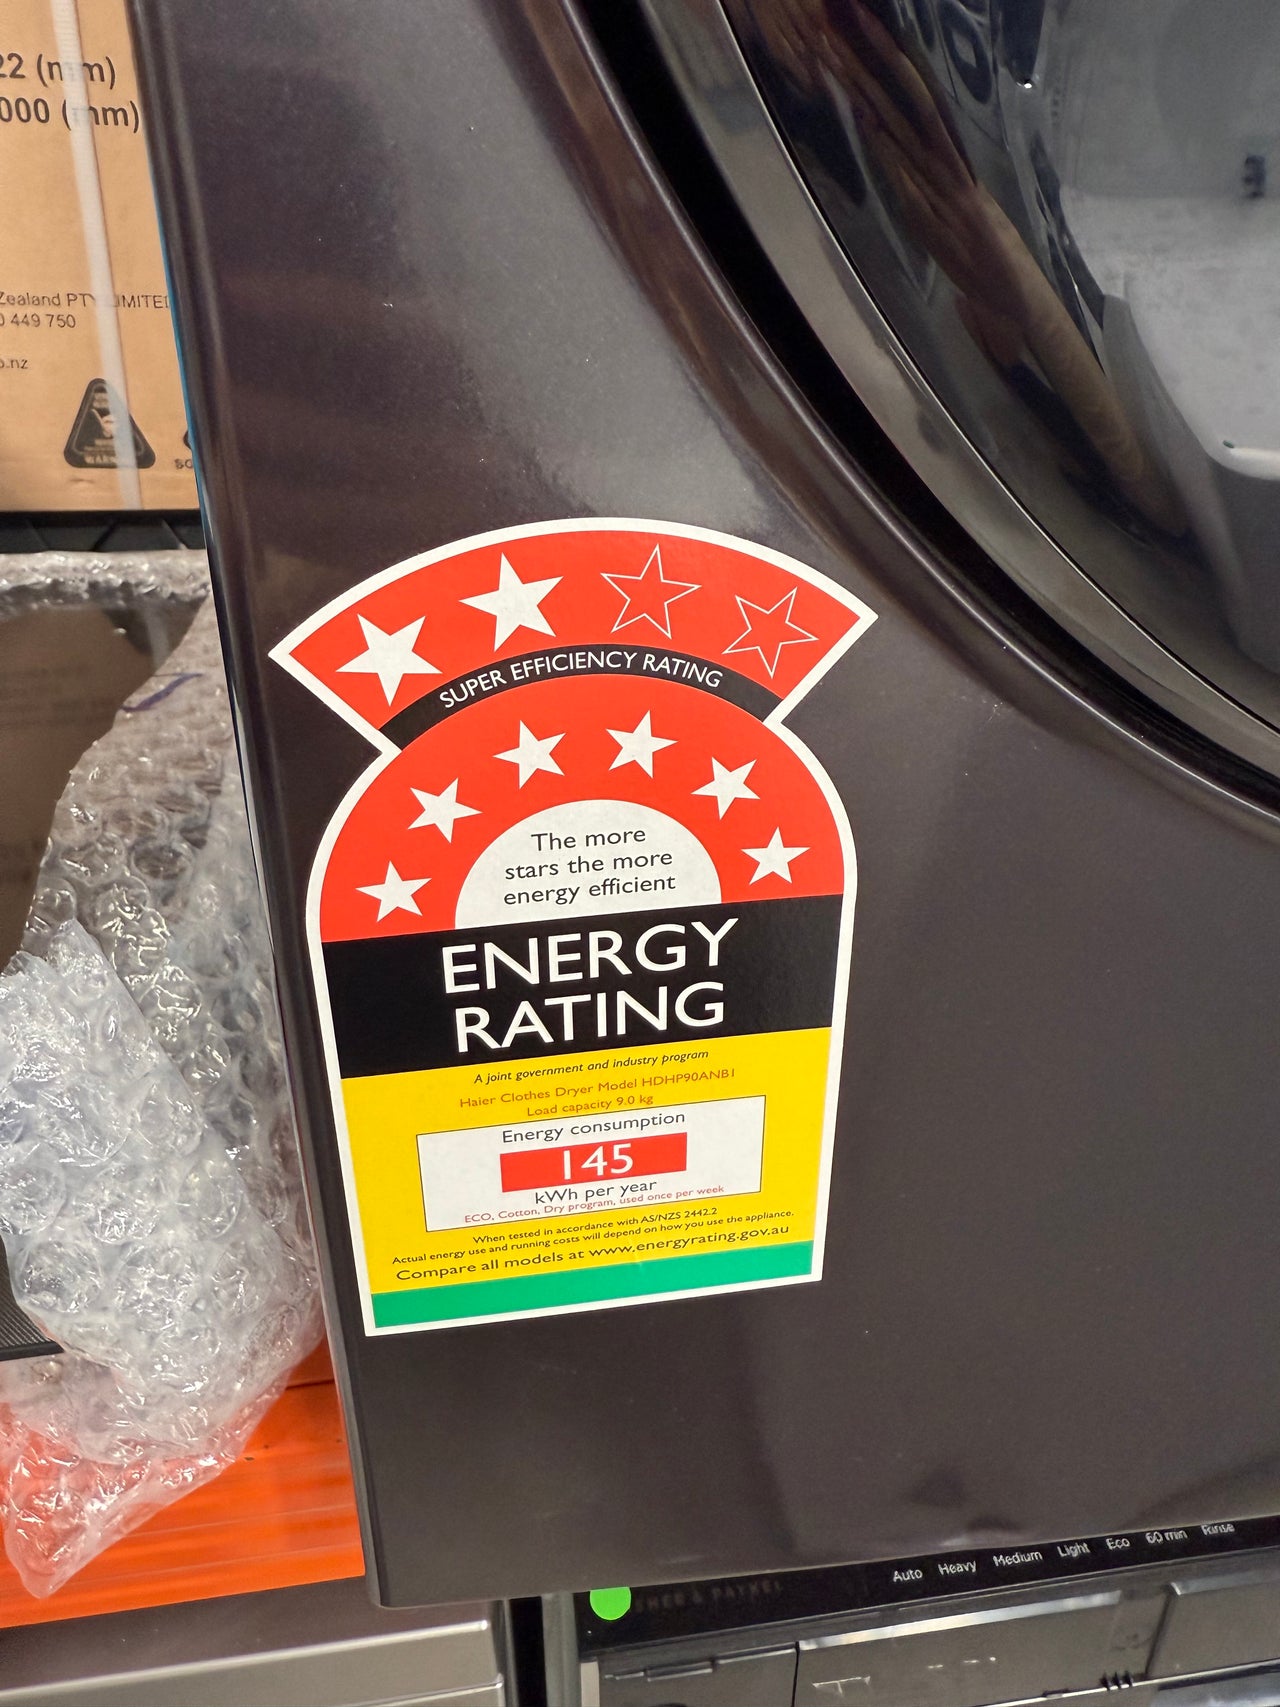 22 (mm)
000 (mm)
Zealand PTY LIMITED
0 449 750
.nz
WARN
SUPER EFFICIENCY RATING
The more
stars the more
energy efficient
ENERGY
RATING
A joint government and industry program
Haier Clothes Dryer Model HDHP90ANB1
Load capacity 9.0 kg
Energy consumption
145
kWh per year
ECO, Cotton, Dry program, used once per week
When tested in accordance with AS/NZS 2442.2
Actual energy use and running costs will depend on how you use the appliance.
Compare all models at www.energyrating.gov.au
Auto Heavy Medium Light Eco 60 min Rinse
SHER & PAYKEL